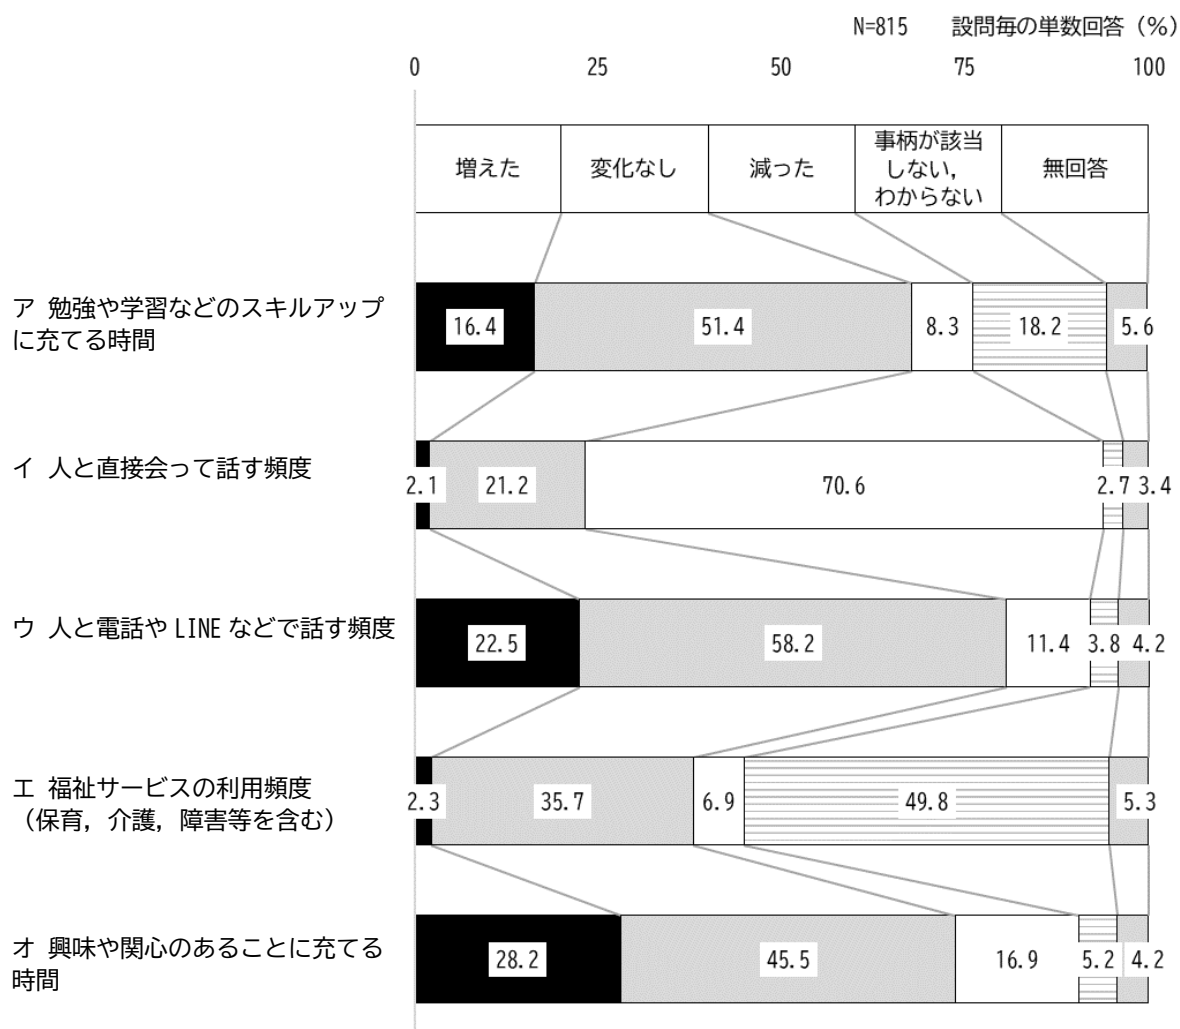 N=815 設問毎の単数回答（%）
0 25 50 75 100
増えた 変化なし 減った 事柄が該当 無回答
しない，
わからない
ア 勉強や学習などのスキルアップ
に充てる時間
16.4 51.4 8.3 18.2 5.6
イ 人と直接会って話す頻度
2.1 21.2 70.6 2.7 3.4
ウ 人と電話や LINE などで話す頻度
22.5 58.2 11.4 3.8 4.2
エ 福祉サービスの利用頻度
（保育，介護，障害等を含む）
2.3 35.7 6.9 49.8 5.3
オ 興味や関心のあることに充てる
時間
28.2 45.5 16.9 5.2 4.2